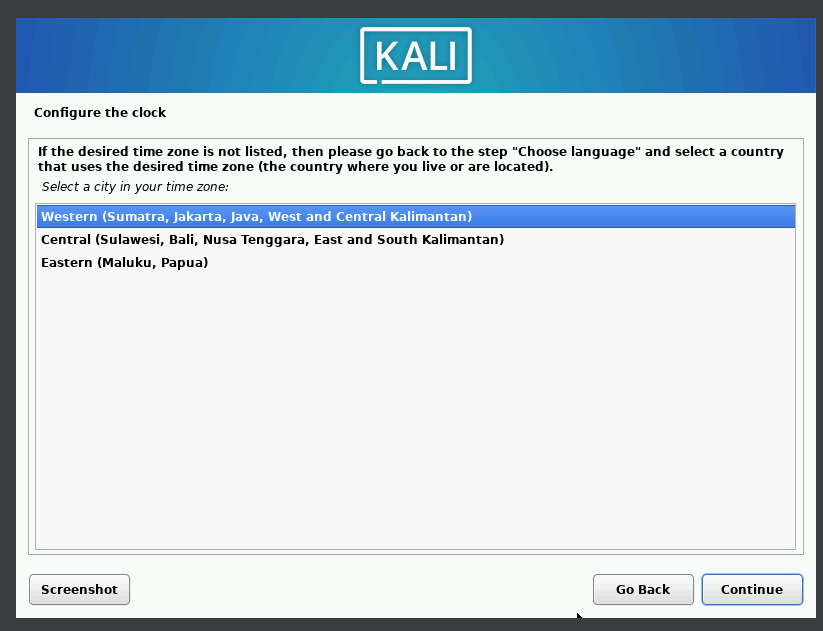 KALI
Configure the clock
If the desired time zone is not listed, then please go back to the step "Choose language" and select a country
that uses the desired time zone (the country where you live or are located).
Select a city in your time zone:
Western (Sumatra, Jakarta, Java, West and Central Kalimantan)
Central (Sulawesi, Bali, Nusa Tenggara, East and South Kalimantan)
Eastern (Maluku, Papua)
Screenshot
Go Back
Continue